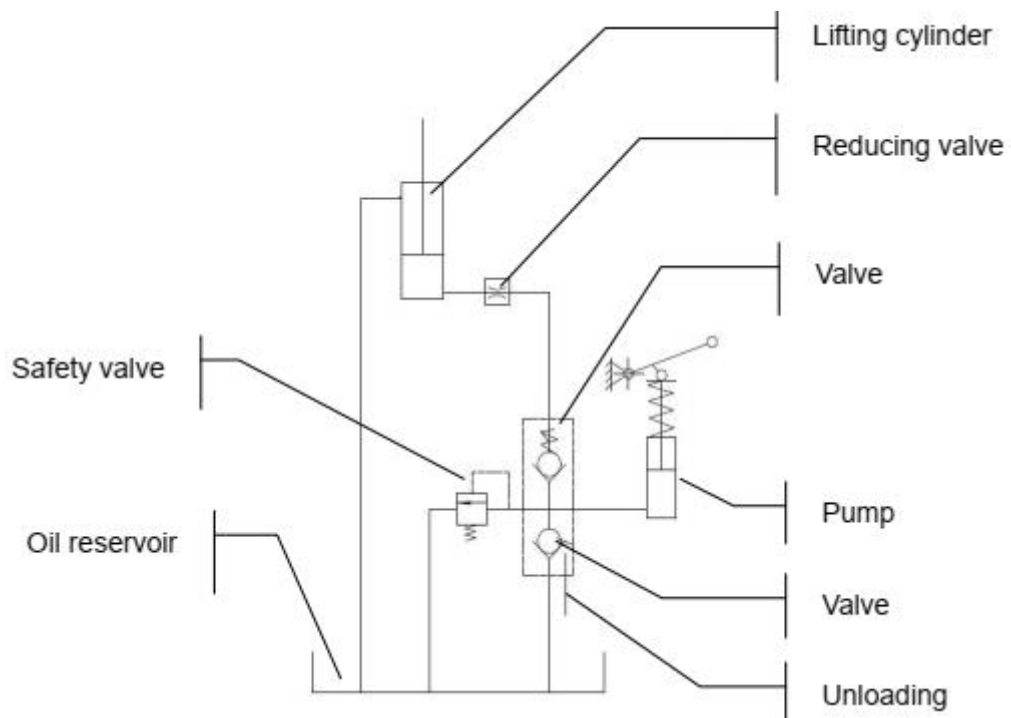 Lifting cylinder
Reducing valve
Valve
Safety valve
Oil reservoir
Pump
Valve
Unloading